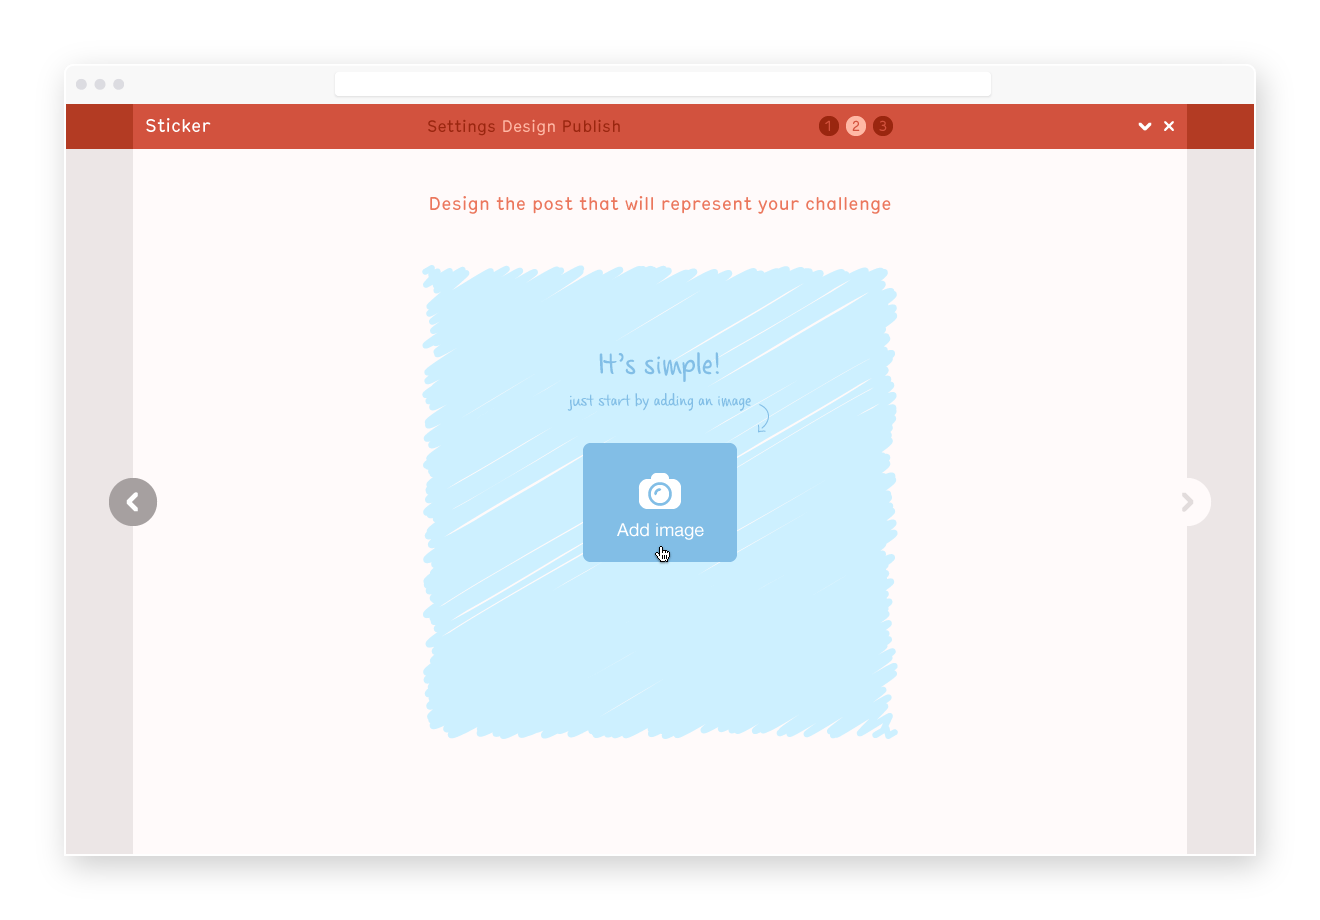 Sticker
Settings Design Publish
1 2 3
Design the post that will represent your challenge
It's simple!
just start by adding an image
Add image